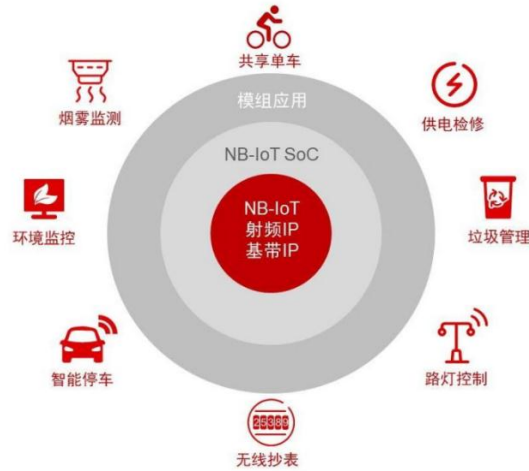 共享单车
模组应用
烟雾监测
供电检修
NB-IoT SoC
NB-IoT
射频IP
基带IP
环境监控
垃圾管理
智能停车
路灯控制
25389
无线抄表